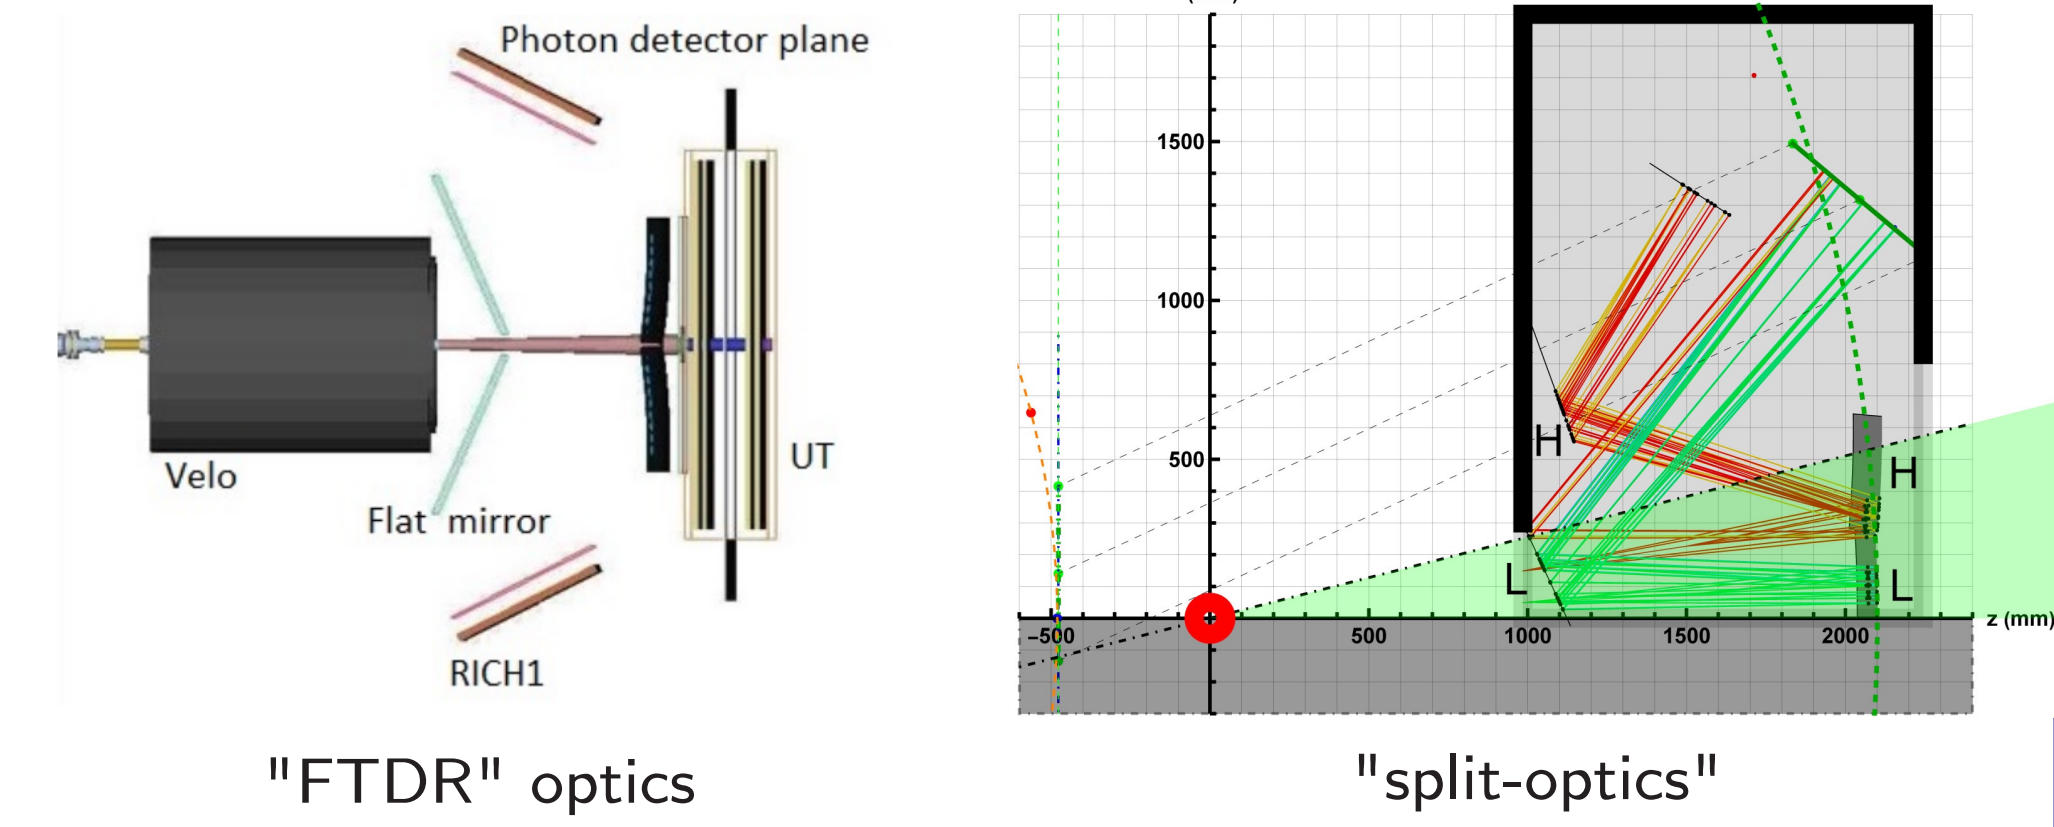 Photon detector plane
Velo
Flat mirror
UT
RICH1
"FTDR" optics
1500
1000
500
H
H
L
L
−500
500
1000
1500
2000
z (mm)
"split-optics"